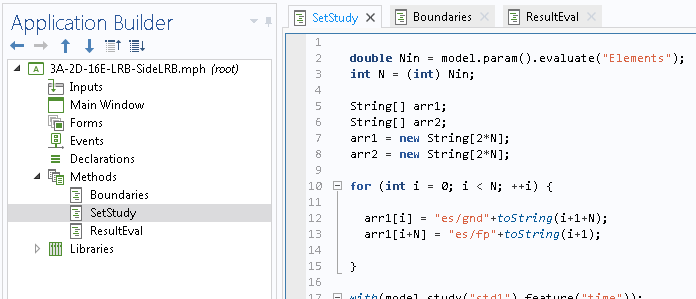 Application Builder
3A-2D-16E-LRB-SideLRB.mph (root)
Inputs
Main Window
Forms
Events
Declarations
Methods
Boundaries
SetStudy
ResultEval
Libraries
SetStudy Boundaries ResultEval
1
2 double Nin = model.param().evaluate("Elements");
3 int N = (int) Nin;
4
5 String[] arr1;
6 String[] arr2;
7 arr1 = new String[2*N];
8 arr2 = new String[2*N];
9
10 for (int i = 0; i < N; ++i) {
11
12 arr1[i] = "es/gnd"+toString(i+1+N);
13 arr1[i+N] = "es/fp"+toString(i+1);
14
15 }
16
17 with(model.study("std1").feature("time"));